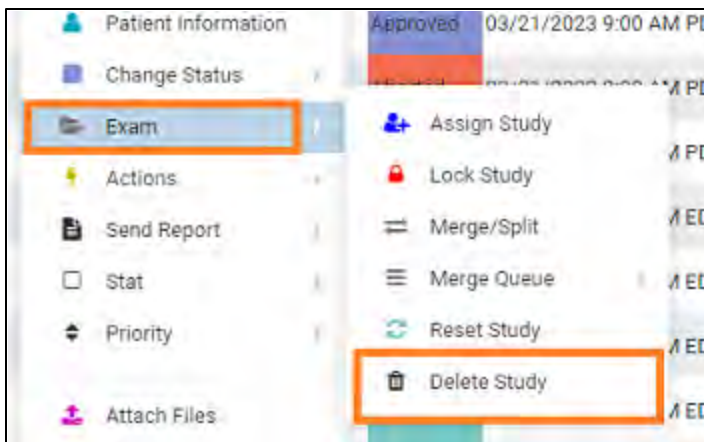 Patient Information
Approved 03/21/2023 9:00 AM PD
Change Status
Exam
Assign Study
Actions
Lock Study
Send Report
Merge/Split
Stat
Merge Queue
Priority
Reset Study
Delete Study
Attach Files